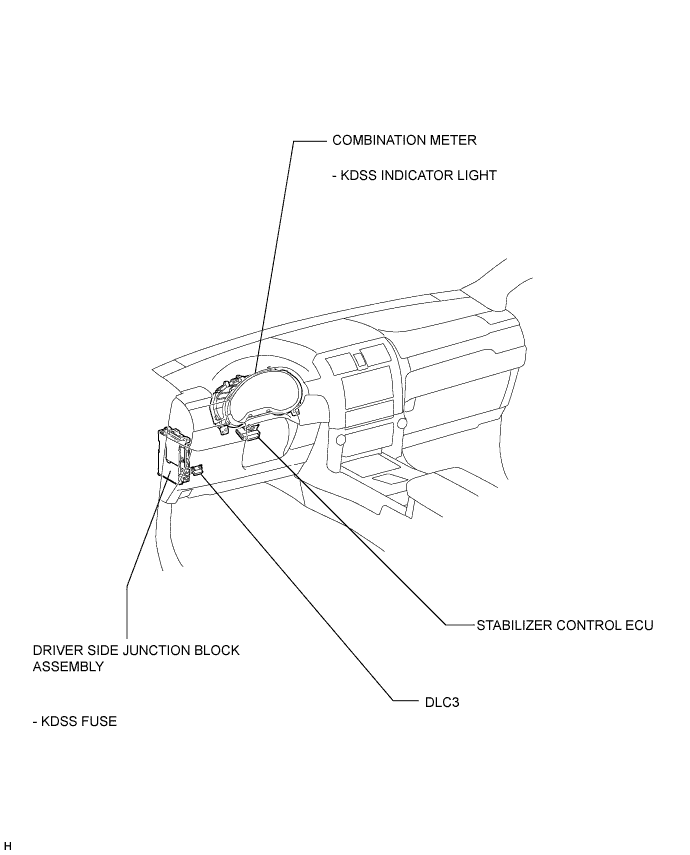 COMBINATION METER
- KDSS INDICATOR LIGHT
STABILIZER CONTROL ECU
DRIVER SIDE JUNCTION BLOCK
ASSEMBLY
DLC3
- KDSS FUSE
H